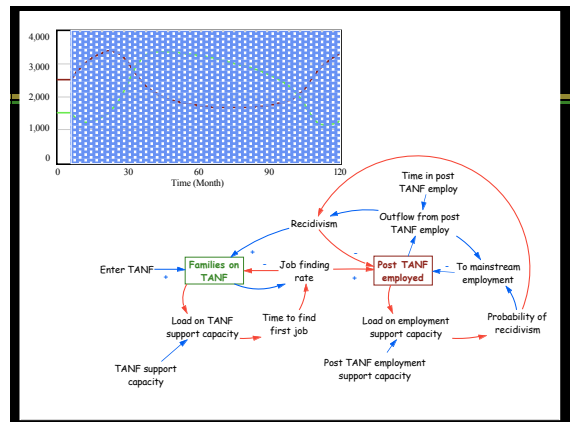 4,000
3,000
2,000
1,000
0
0
30
60
90
120
Time (Month)
Time in post
TANF employ
Recidivism
Outflow from post
TANF employ
+
-
Enter TANF
+
Families on
TANF
-
Job finding
rate
+
Post TANF
employed
-
To mainstream
employment
Load on TANF
support capacity
Time to find
first job
Load on employment
support capacity
Probability of
recidivism
TANF support
capacity
Post TANF employment
support capacity